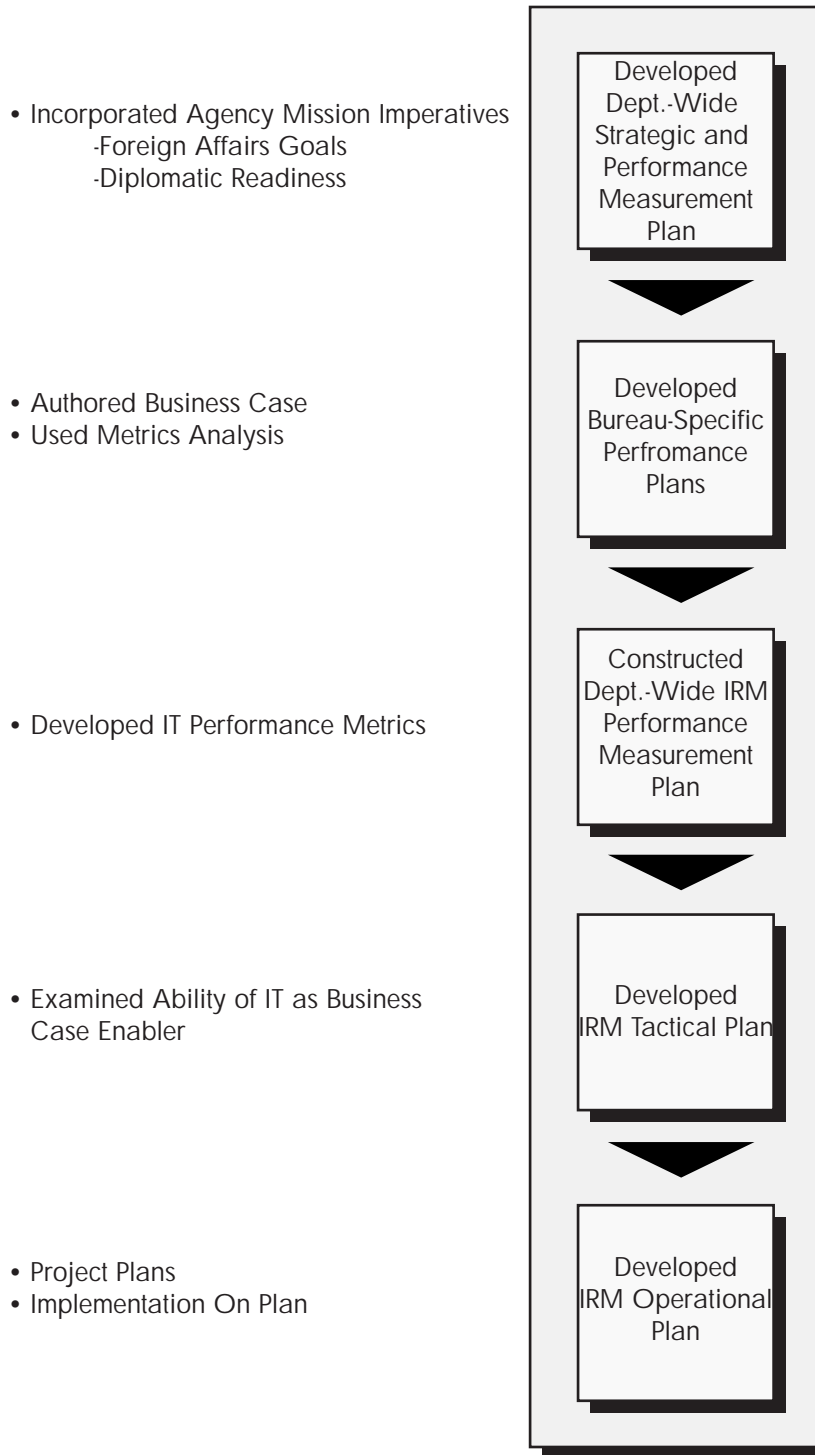 Developed
Dept.-Wide
Strategic and
Performance
Measurement
Plan
• Incorporated Agency Mission Imperatives
-Foreign Affairs Goals
-Diplomatic Readiness
Developed
Bureau-Specific
Perfromance
Plans
• Authored Business Case
• Used Metrics Analysis
Constructed
Dept.-Wide IRM
Performance
Measurement
Plan
• Developed IT Performance Metrics
Developed
IRM Tactical Plan
• Examined Ability of IT as Business
Case Enabler
Developed
IRM Operational
Plan
• Project Plans
• Implementation On Plan